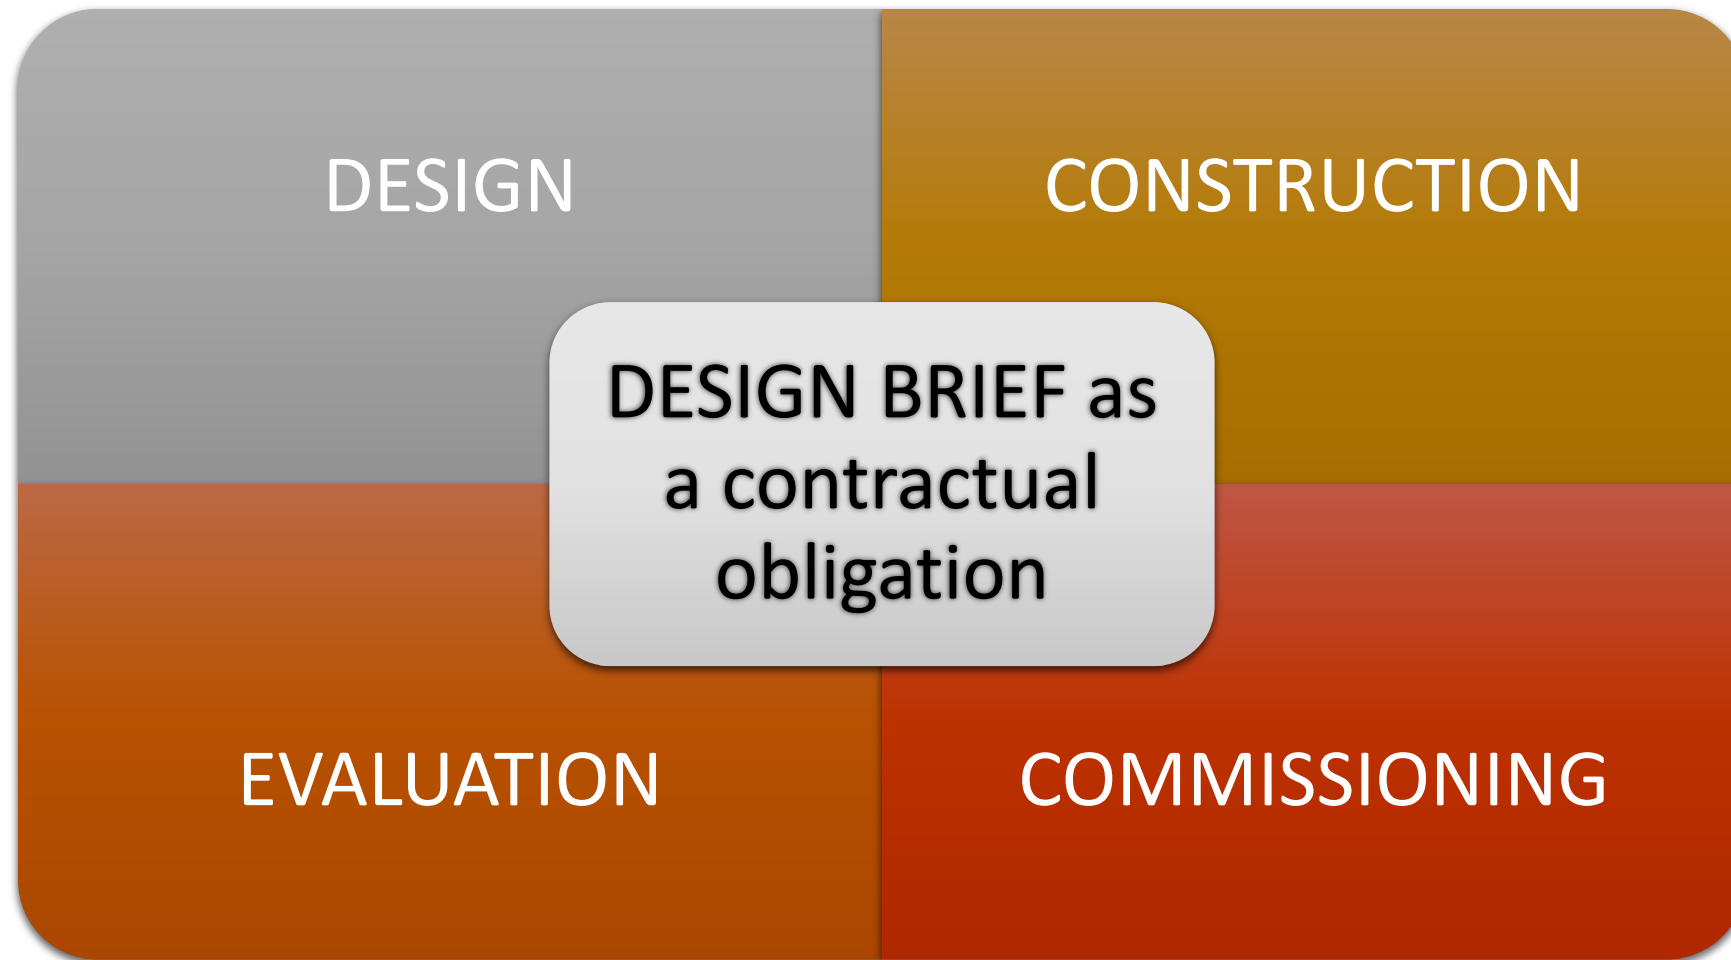 DESIGN
CONSTRUCTION
DESIGN BRIEF as
a contractual
obligation
EVALUATION
COMMISSIONING